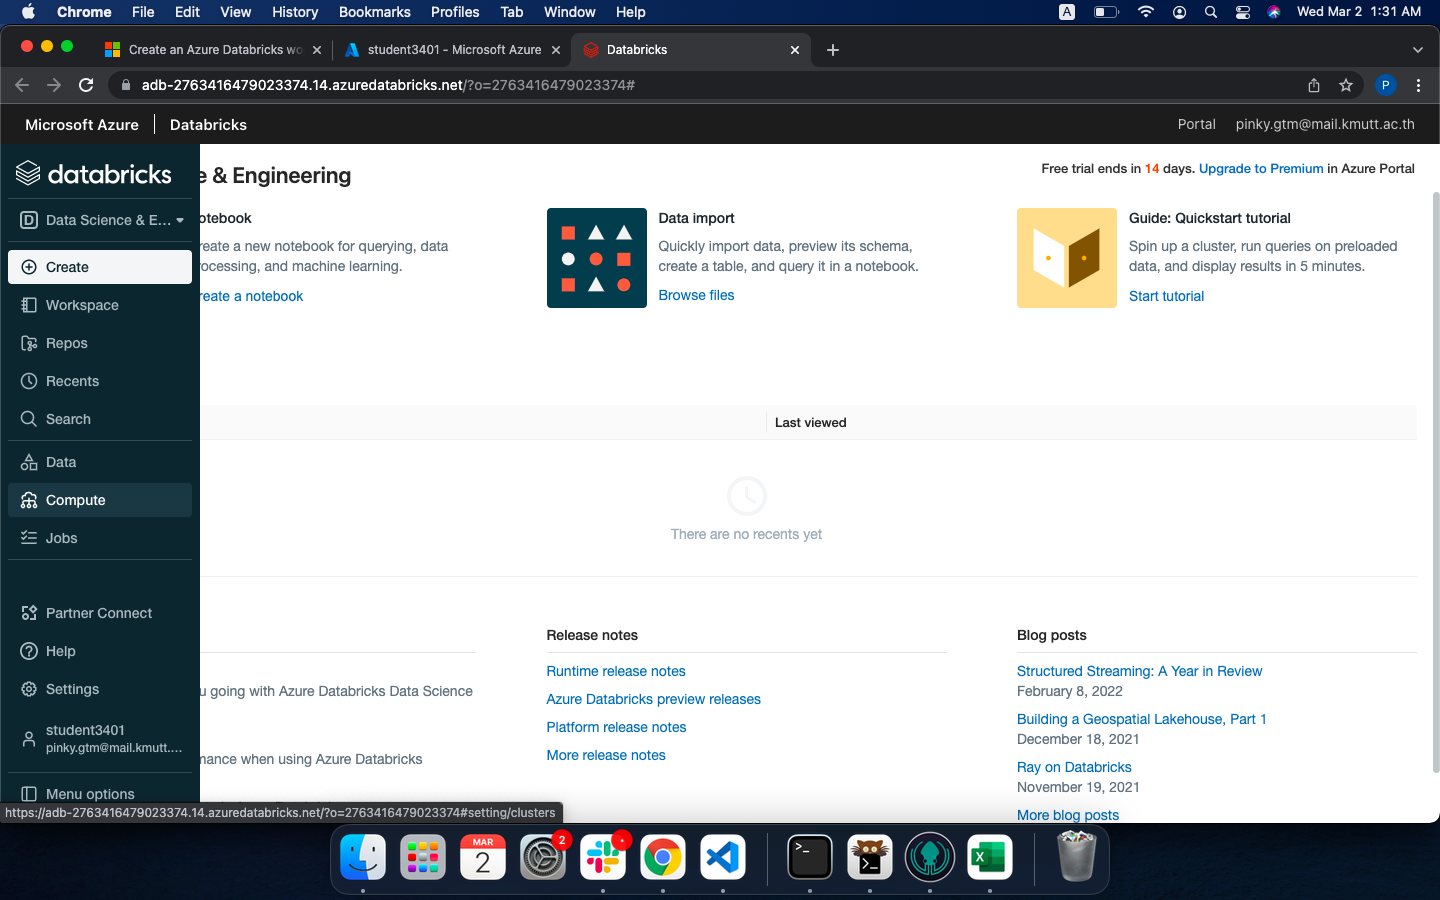 Chrome File Edit View History Bookmarks Profiles Tab Window Help A Wed Mar 2 1:31 AM
Create an Azure Databricks wo student3401 - Microsoft Azure Databricks
adb-2763416479023374.14.azuredatabricks.net/?o=2763416479023374# P
Microsoft Azure Databricks Portal pinky.gtm@mail.kmutt.ac.th
databricks
D Data Science & E...
Create
Workspace
Repos
Recents
Search
Data
Compute
Jobs
Partner Connect
Help
Settings
student3401
pinky.gtm@mail.kmutt....
Menu options
e & Engineering
Free trial ends in 14 days. Upgrade to Premium in Azure Portal
otebook
reate a new notebook for querying, data
rocessing, and machine learning.
reate a notebook
Data import
Quickly import data, preview its schema,
create a table, and query it in a notebook.
Browse files
Guide: Quickstart tutorial
Spin up a cluster, run queries on preloaded
data, and display results in 5 minutes.
Start tutorial
Last viewed
There are no recents yet
u going with Azure Databricks Data Science
mance when using Azure Databricks
Release notes
Runtime release notes
Azure Databricks preview releases
Platform release notes
More release notes
Blog posts
Structured Streaming: A Year in Review
February 8, 2022
Building a Geospatial Lakehouse, Part 1
December 18, 2021
Ray on Databricks
November 19, 2021
More blog posts
https://adb-2763416479023374.14.azuredatabricks.net/?o=2763416479023374#setting/clusters
MAR
2
2
X